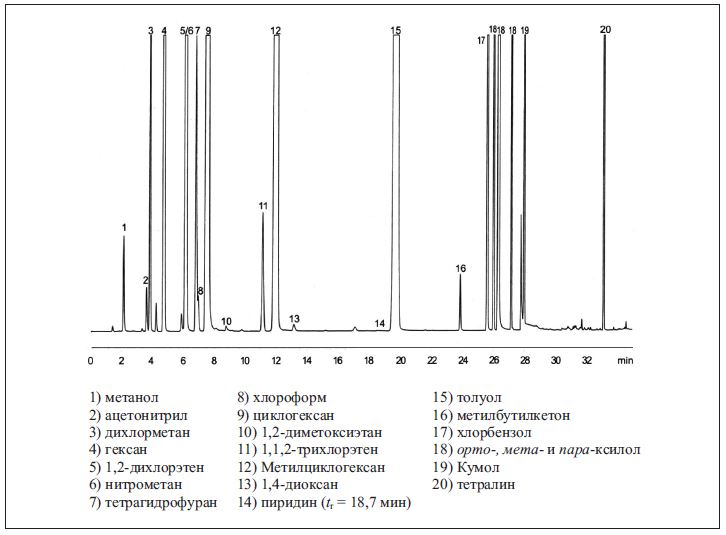 3 4 5/6 7 9 12 15 18 18 18 19 20
17
1
11
16
2
8
10 13 14
0 2 4 6 8 10 12 14 16 18 20 22 24 26 28 30 32 min
1) метанол 8) хлороформ 15) толуол
2) ацетонитрил 9) циклогексан 16) метилбутилкетон
3) дихлорметан 10) 1,2-диметоксиэтан 17) хлорбензол
4) гексан 11) 1,1,2-трихлорэтен 18) орто-, мета- и пара-ксилол
5) 1,2-дихлорэтен 12) Метилциклогексан 19) Кумол
6) нитрометан 13) 1,4-диоксан 20) тетралин
7) тетрагидрофуран 14) пиридин (tr = 18,7 мин)